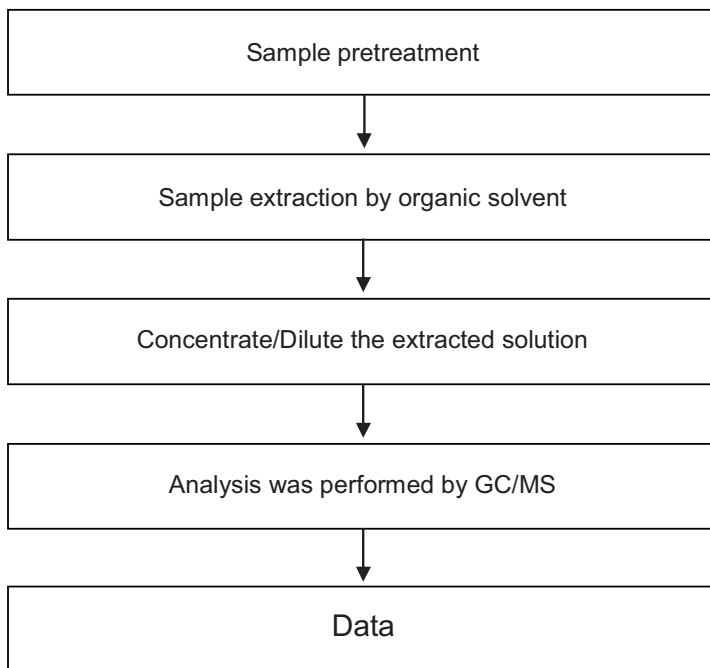 Sample pretreatment
Sample extraction by organic solvent
Concentrate/Dilute the extracted solution
Analysis was performed by GC/MS
Data